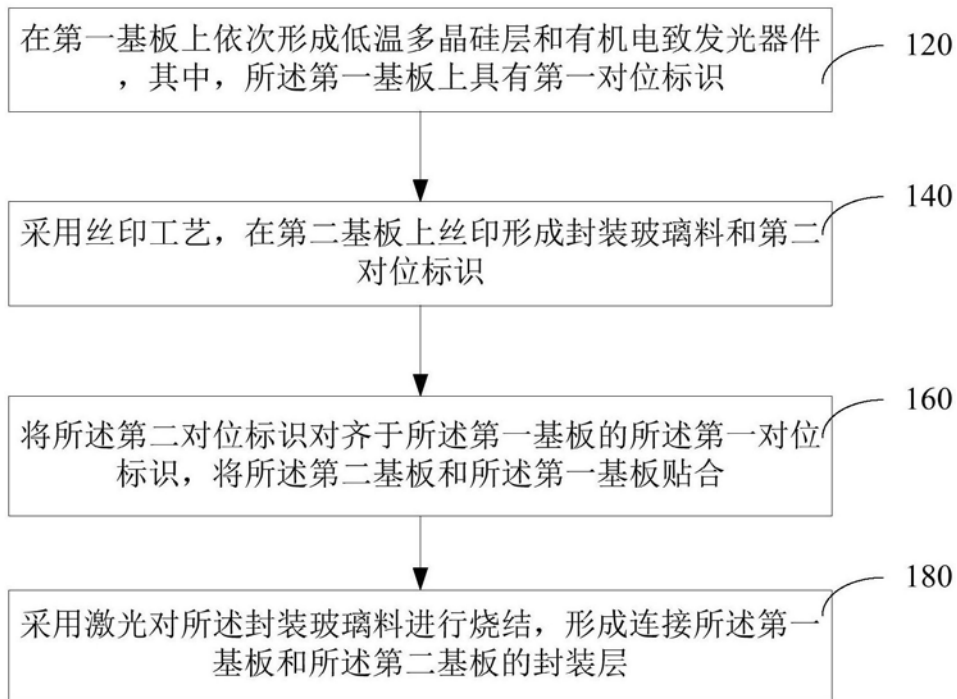 在第一基板上依次形成低温多晶硅层和有机电致发光器件
，其中，所述第一基板上具有第一对位标识
120
采用丝印工艺，在第二基板上丝印形成封装玻璃料和第二
对位标识
140
将所述第二对位标识对齐于所述第一基板的所述第一对位
标识，将所述第二基板和所述第一基板贴合
160
采用激光对所述封装玻璃料进行烧结，形成连接所述第一
基板和所述第二基板的封装层
180